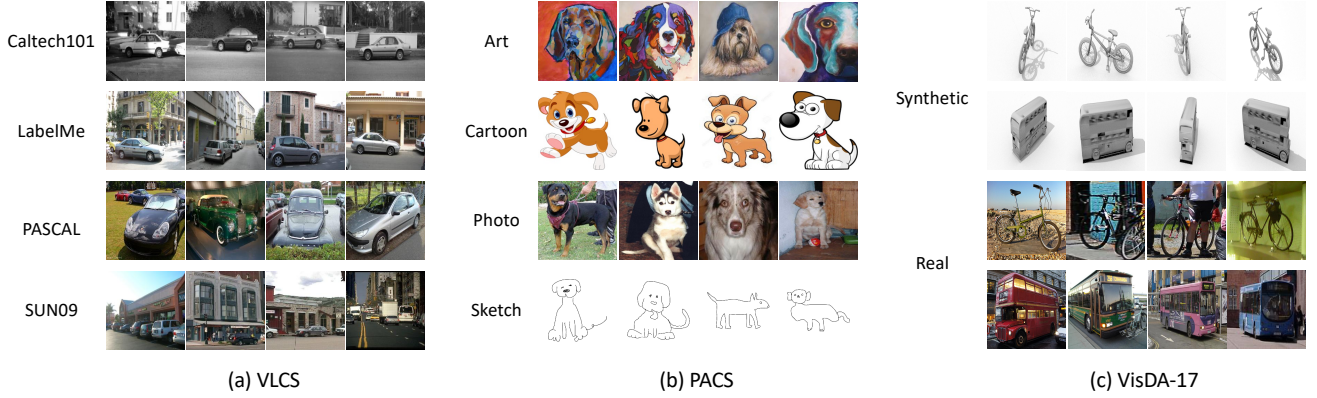 Caltech101
LabelMe
PASCAL
SUN09
(a) VLCS
Art
Cartoon
Photo
Sketch
(b) PACS
Synthetic
Real
(c) VisDA-17